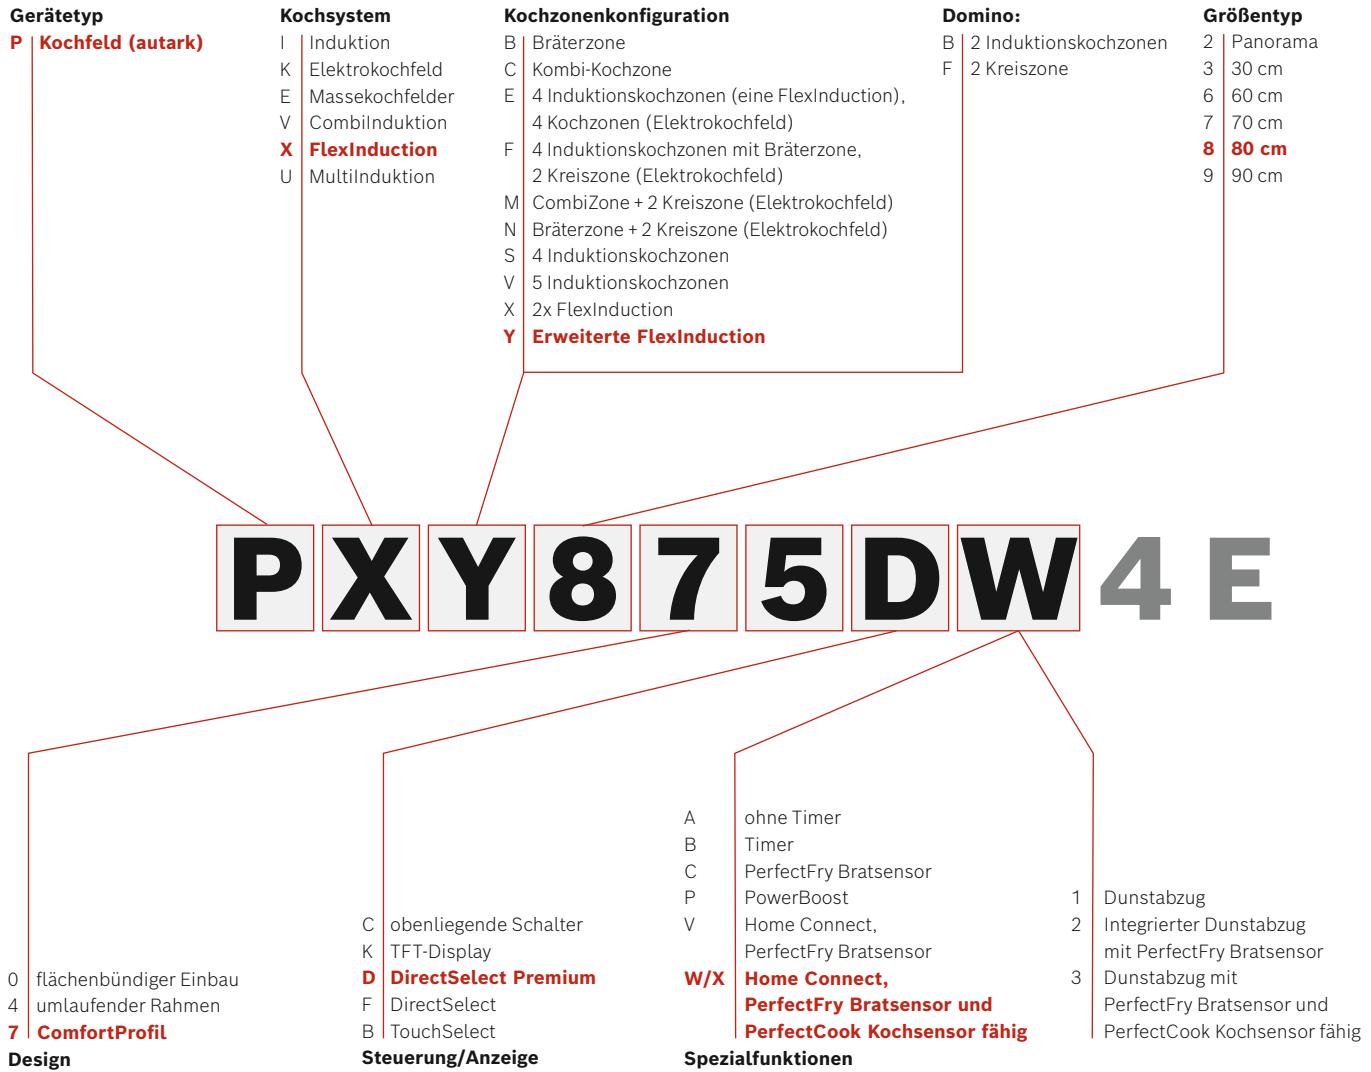 Gerätetyp
P Kochfeld (autark)
Kochsystem
I Induktion
K Elektrokochfeld
E Massekochfelder
V CombiInduktion
X FlexInduction
U MultiInduktion
Kochzonenkonfiguration
B Bräterzone
C Kombi-Kochzone
E 4 Induktionskochzonen (eine FlexInduction),
4 Kochzonen (Elektrokochfeld)
F 4 Induktionskochzonen mit Bräterzone,
2 Kreiszone (Elektrokochfeld)
M CombiZone + 2 Kreiszone (Elektrokochfeld)
N Bräterzone + 2 Kreiszone (Elektrokochfeld)
S 4 Induktionskochzonen
V 5 Induktionskochzonen
X 2x FlexInduction
Y Erweiterte FlexInduction
Domino:
B 2 Induktionskochzonen
F 2 Kreiszone
Größentyp
2 Panorama
3 30 cm
6 60 cm
7 70 cm
8 80 cm
9 90 cm
PXY875DW4E
0 flächenbündiger Einbau
4 umlaufender Rahmen
7 ComfortProfil
Design
C obenliegende Schalter
K TFT-Display
D DirectSelect Premium
F DirectSelect
B TouchSelect
Steuerung/Anzeige
A ohne Timer
B Timer
C PerfectFry Bratsensor
P PowerBoost
V Home Connect,
PerfectFry Bratsensor
W/X Home Connect,
PerfectFry Bratsensor und
PerfectCook Kochsensor fähig
Spezialfunktionen
1 Dunstabzug
2 Integrierter Dunstabzug
mit PerfectFry Bratsensor
3 Dunstabzug mit
PerfectFry Bratsensor und
PerfectCook Kochsensor fähig